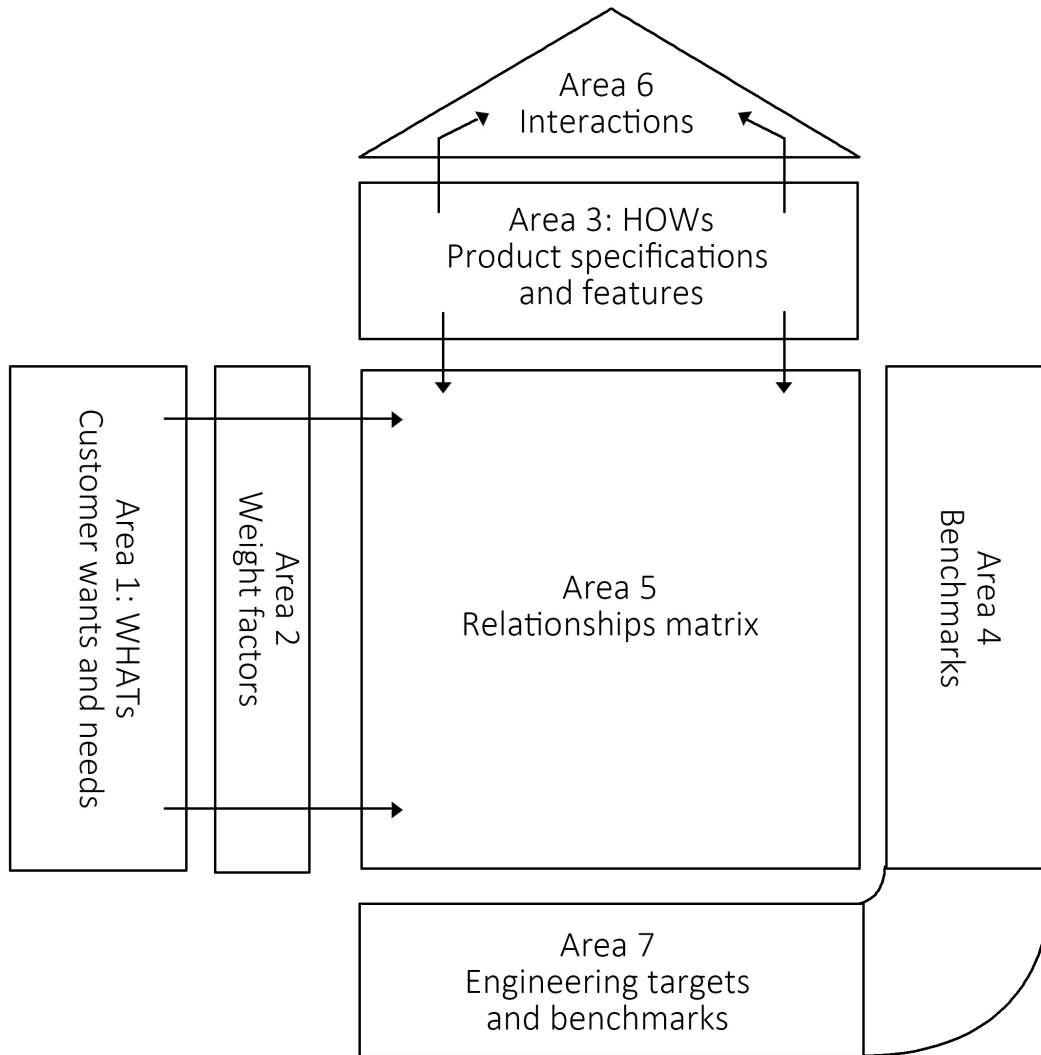 Area 6
Interactions
Area 3: HOWs
Product specifications
and features
Area 1: WHATs
Customer wants and needs
Area 2
Weight factors
Area 5
Relationships matrix
Area 4
Benchmarks
Area 7
Engineering targets
and benchmarks